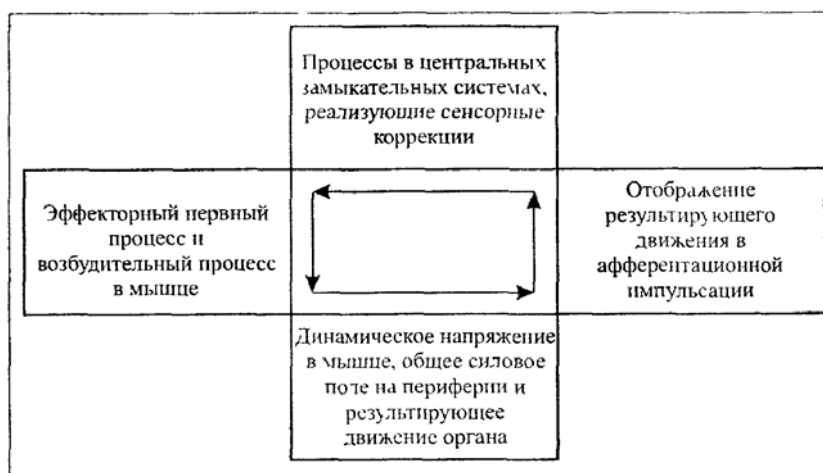 Процессы в центральных
замыкательных системах,
реализующие сенсорные
коррекции
Эффекторный нервный
процесс и
возбудительный процесс
в мышце
Отображение
результирующего
движения в
афферентационной
импульсации
Динамическое напряжение
в мышце, общее силовое
поте на периферии и
результирующее
движение органа